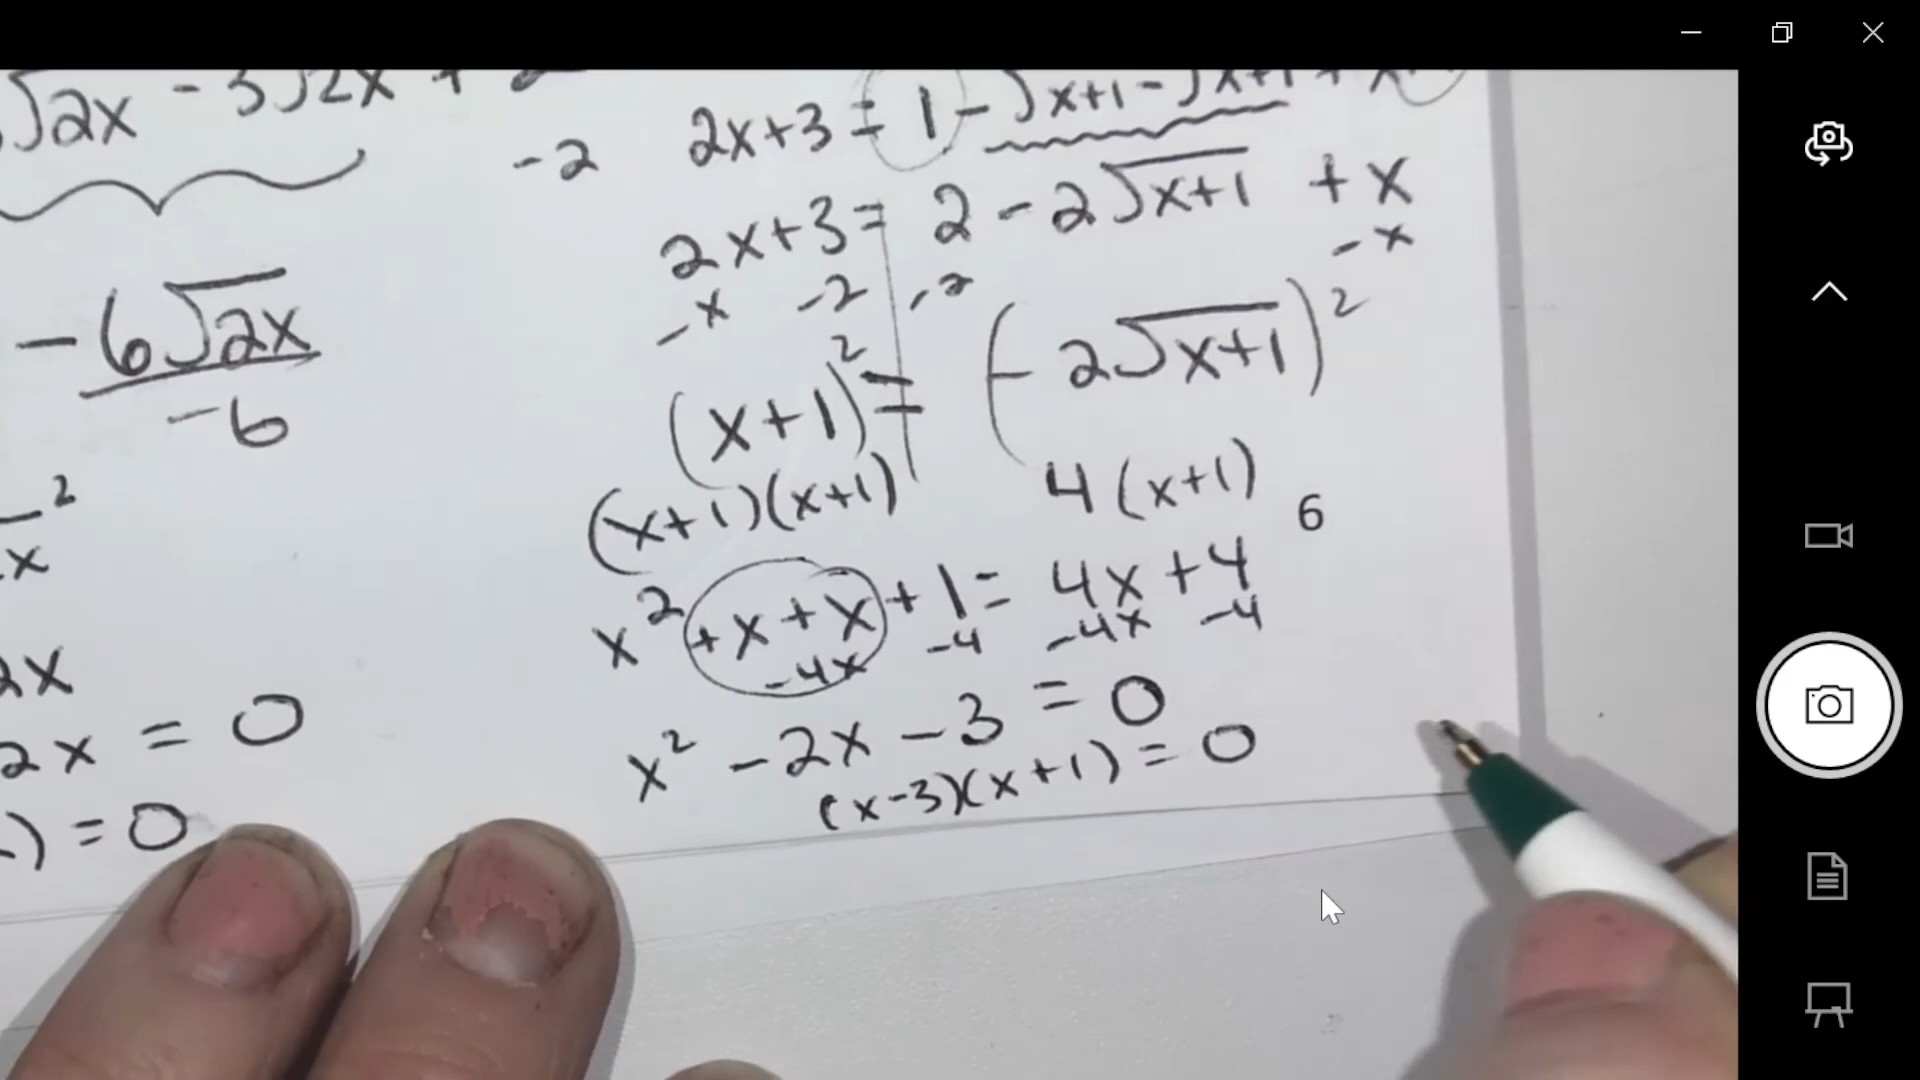 √2x - 3√2x +
-2
-6√2x
-6
2
x
2x
2x = 0
) = 0
2x+3 = 1 - √x+1 - √x+1 + x
2x+3 = 2 - 2√x+1 + x
-x -2 -2 -x
(x+1)² = (-2√x+1)²
(x+1)(x+1) 4(x+1)
6
x² +x+x +1 = 4x+4
-4x -4 -4x -4
x² -2x -3 = 0
(x-3)(x+1) = 0